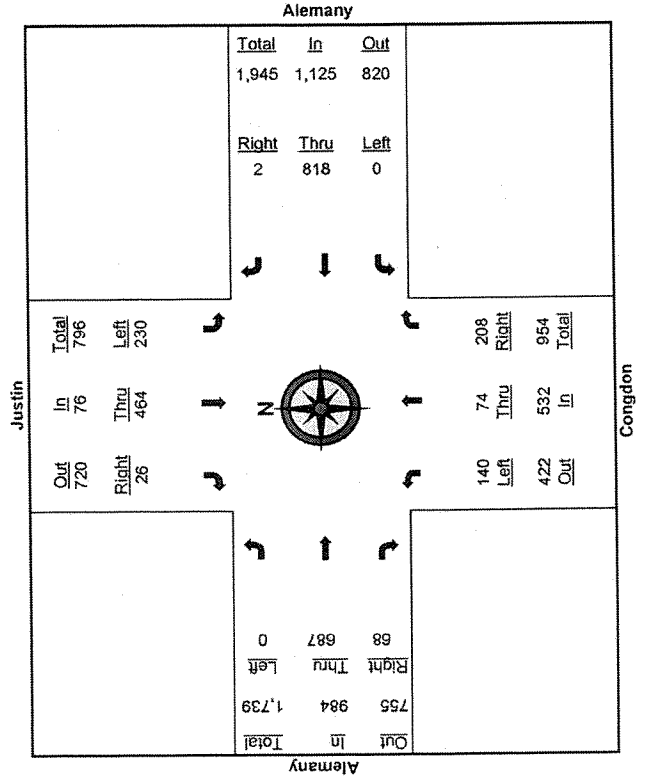 Alemany
Total In Out
1,945 1,125 820
Right Thru Left
2 818 0
Justin
Out In Total
720 76 796
Right Thru Left
26 464 230
N
208 74 140
Right Thru Left
954 532 422
Total In Out
Congdon
Right Thru Left
68 687 0
Out In Total
755 984 1,739
Alemany